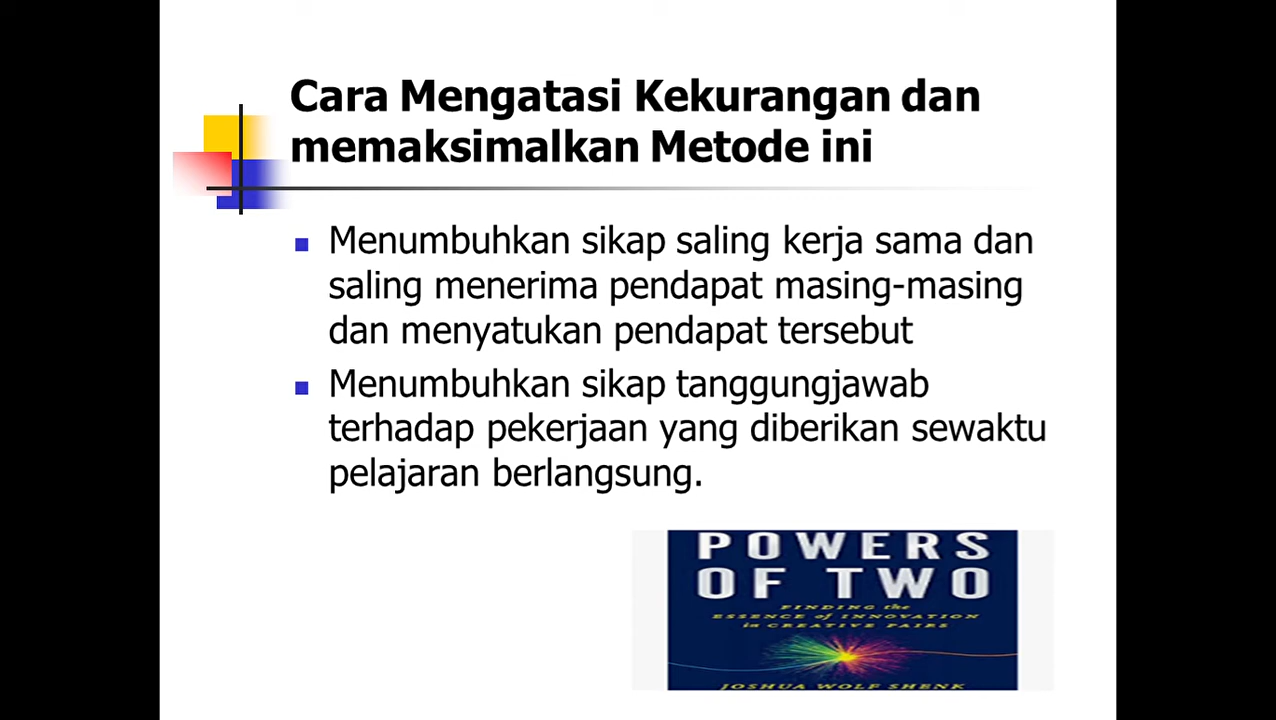 Cara Mengatasi Kekurangan dan
memaksimalkan Metode ini
Menumbuhkan sikap saling kerja sama dan
saling menerima pendapat masing-masing
dan menyatukan pendapat tersebut
Menumbuhkan sikap tanggungjawab
terhadap pekerjaan yang diberikan sewaktu
pelajaran berlangsung.
POWERS
OF TWO
FINDING the
ESSENCE of INNOVATION
in CREATIVE PAIRS
JOSHUA WOLF SHENK